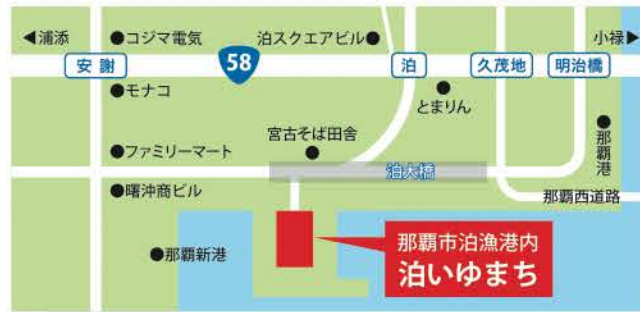 ◀浦添
●コジマ電気
泊スクエアビル●
小禄▶
安謝
58
泊
久茂地
明治橋
●モナコ
とまりん
●那覇港
宮古そば田舎
●ファミリーマート
泊大橋
●曙沖商ビル
那覇西道路
●那覇新港
那覇市泊漁港内
泊いゆまち